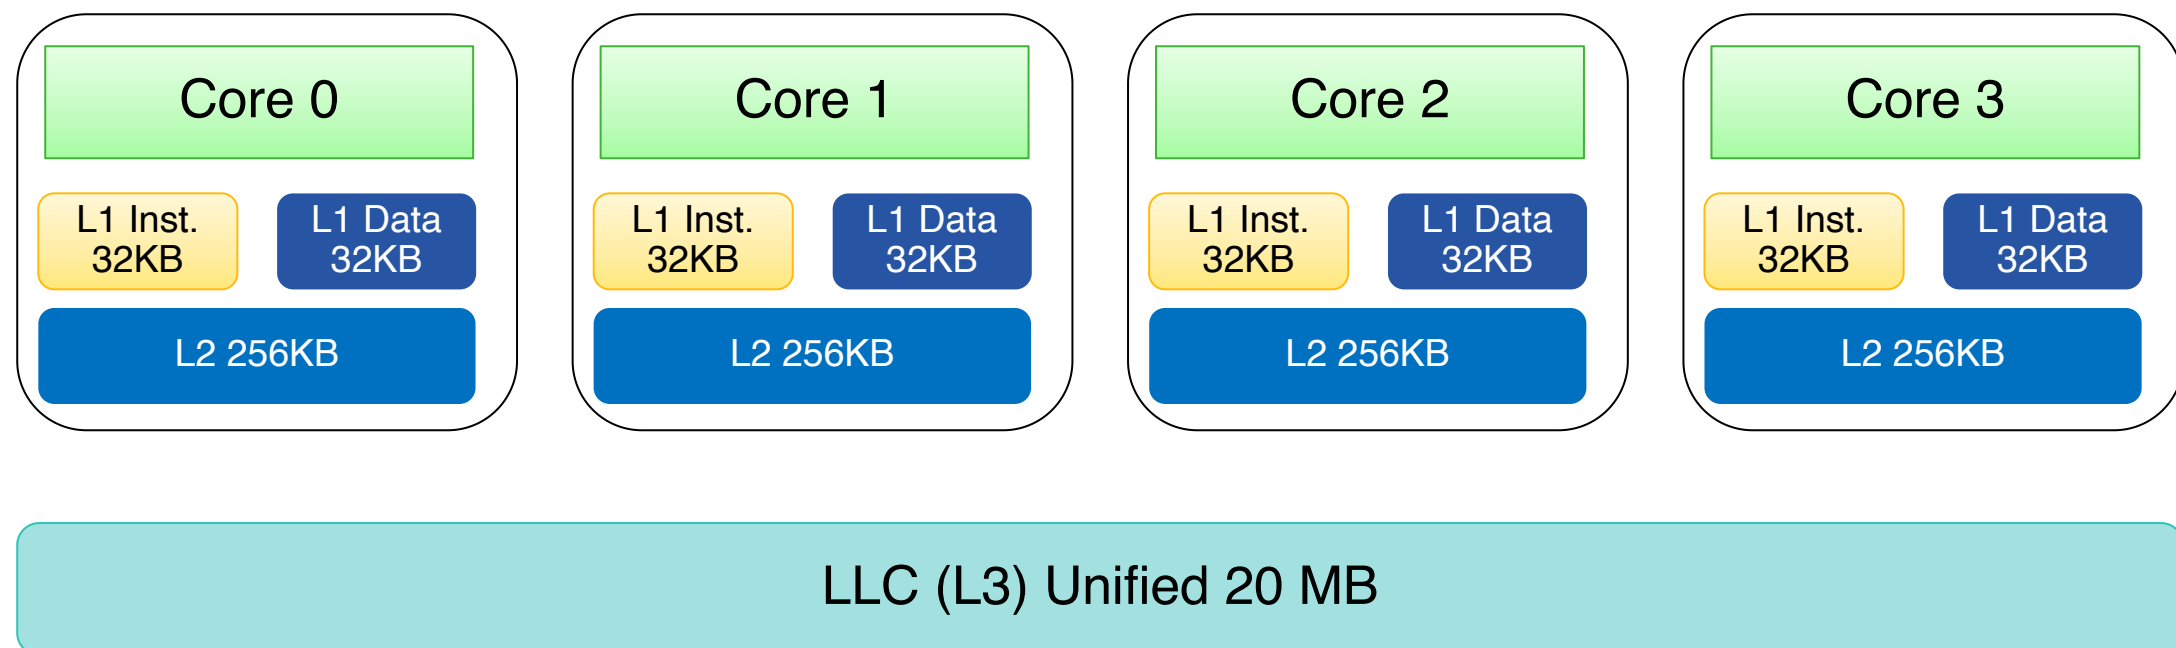 Core 0
Core 1
Core 2
Core 3
L1 Inst.
32KB
L1 Data
32KB
L1 Inst.
32KB
L1 Data
32KB
L1 Inst.
32KB
L1 Data
32KB
L1 Inst.
32KB
L1 Data
32KB
L2 256KB
L2 256KB
L2 256KB
L2 256KB
LLC (L3) Unified 20 MB